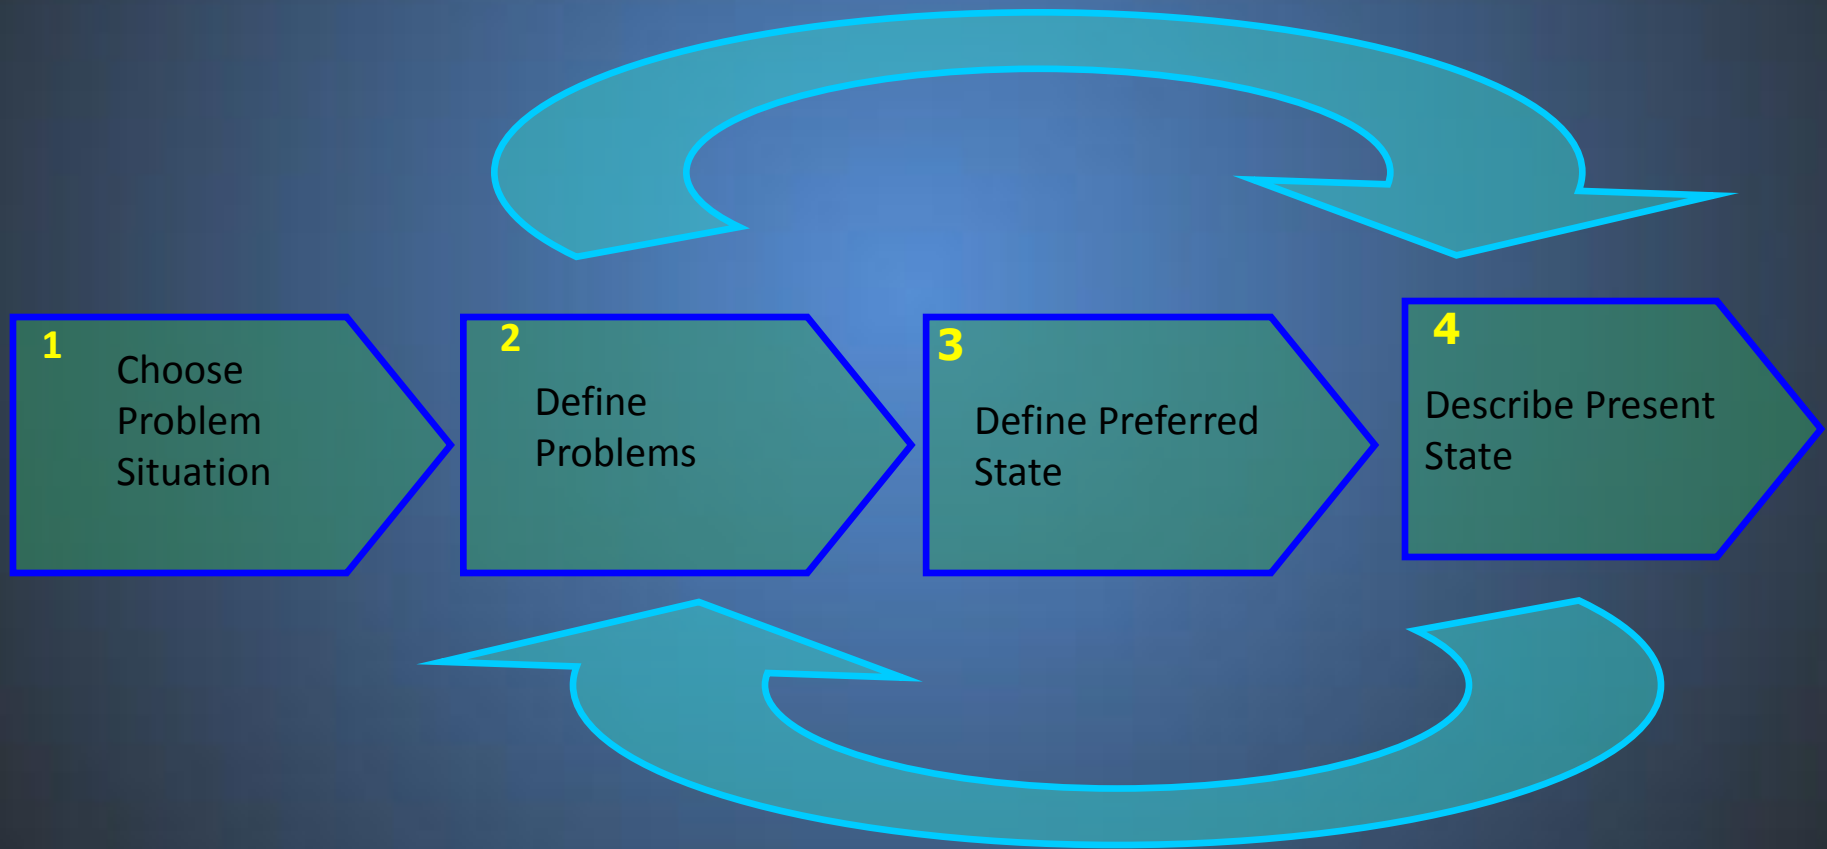 1
Choose
Problem
Situation
2
Define
Problems
3
Define Preferred
State
4
Describe Present
State